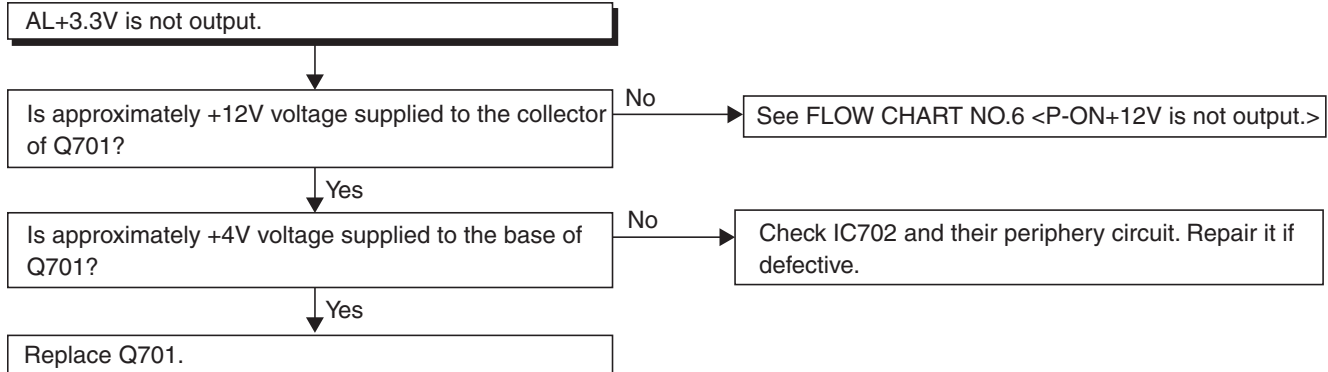 AL+3.3V is not output.
Is approximately +12V voltage supplied to the collector
of Q701?
No
See FLOW CHART NO.6 <P-ON+12V is not output.>
Yes
Is approximately +4V voltage supplied to the base of
Q701?
No
Check IC702 and their periphery circuit. Repair it if
defective.
Yes
Replace Q701.